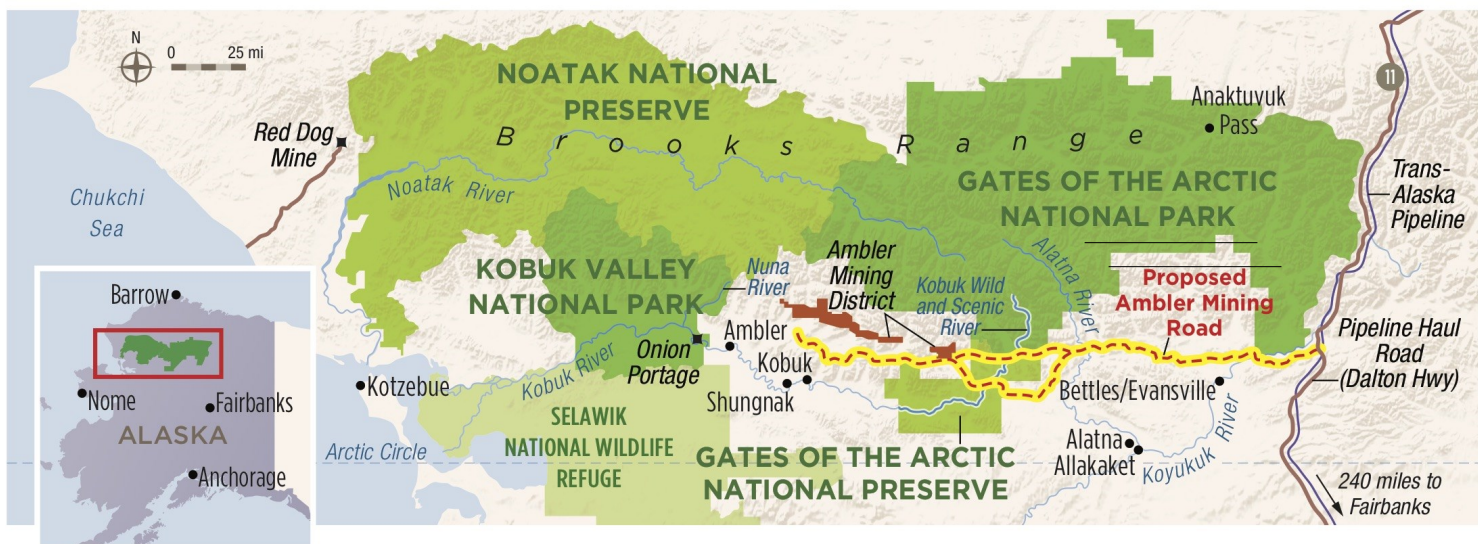 N
0 25 mi
NOATAK NATIONAL
PRESERVE
Brooks Range
11
Anaktuvuk
Pass
Red Dog
Mine
Noatak River
GATES OF THE ARCTIC
NATIONAL PARK
Trans-
Alaska
Pipeline
Chukchi
Sea
KOBUK VALLEY
NATIONAL PARK
Nuna
River
Ambler
Mining
District
Kobuk Wild
and Scenic
River
Alatna River
Proposed
Ambler Mining
Road
Pipeline Haul
Road
(Dalton Hwy)
Ambler
Onion
Portage
Kobuk River
Kobuk
Shungnak
Bettles/Evansville
Kotzebue
SELAWIK
NATIONAL WILDLIFE
REFUGE
Arctic Circle
GATES OF THE ARCTIC
NATIONAL PRESERVE
Alatna
Allakaket
Koyukuk River
240 miles to
Fairbanks
Barrow
Nome
Fairbanks
ALASKA
Anchorage